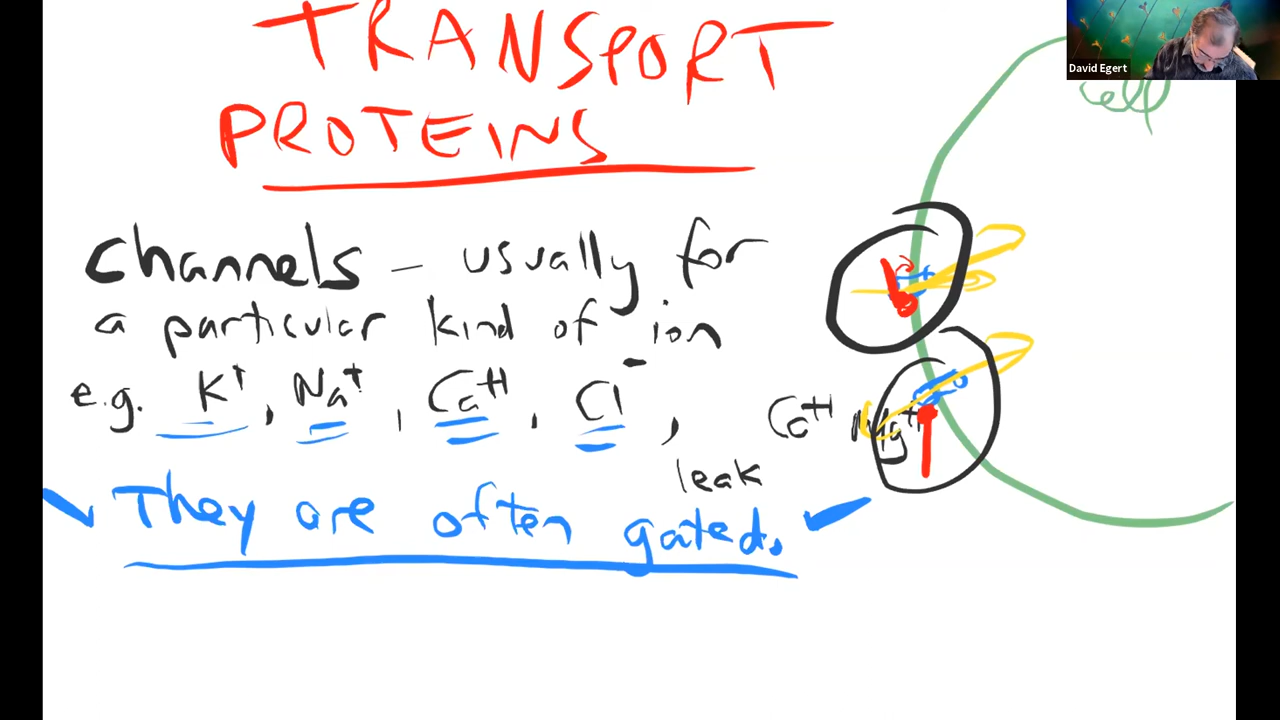 TRANSPORT
PROTEINS
David Egert
cell
Channels – usually for
a particular kind of ion
e.g. K⁺, Na⁺, Ca⁺⁺, Cl⁻, Ca⁺⁺ Mg⁺⁺
leak
They are often gated.